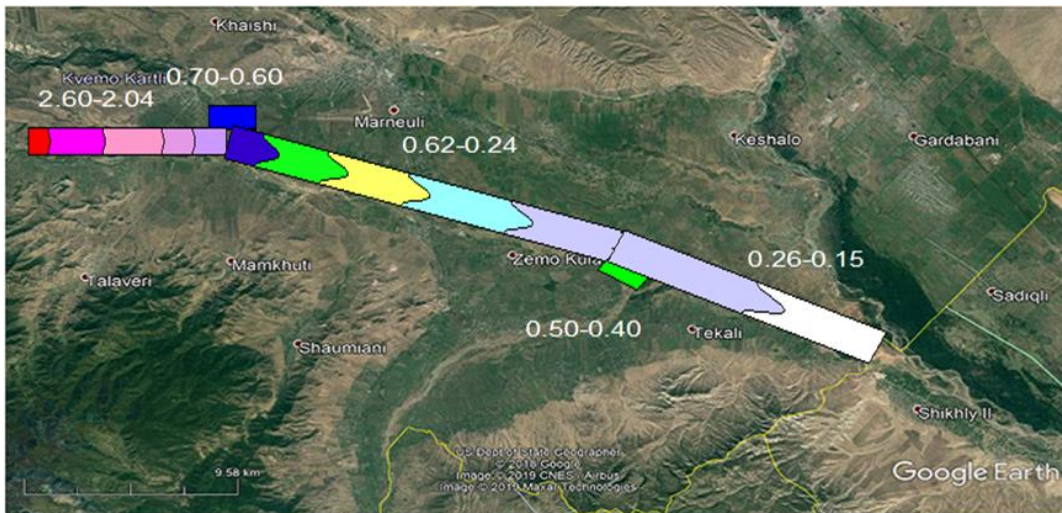 Khaishi
Kvemo Kartli
0.70-0.60
2.60-2.04
Marneuli
0.62-0.24
Keshalo
Gardabani
Talaveri
Mamkhuti
Zemo
0.26-0.15
Sadiqli
0.50-0.40
Tekali
Shaumiani
Shikhly II
9.58 km
US Dept of State Geographer
© 2018 Google
Image © 2019 CNES / Airbus
Image © 2019 Maxar Technologies
Google Earth